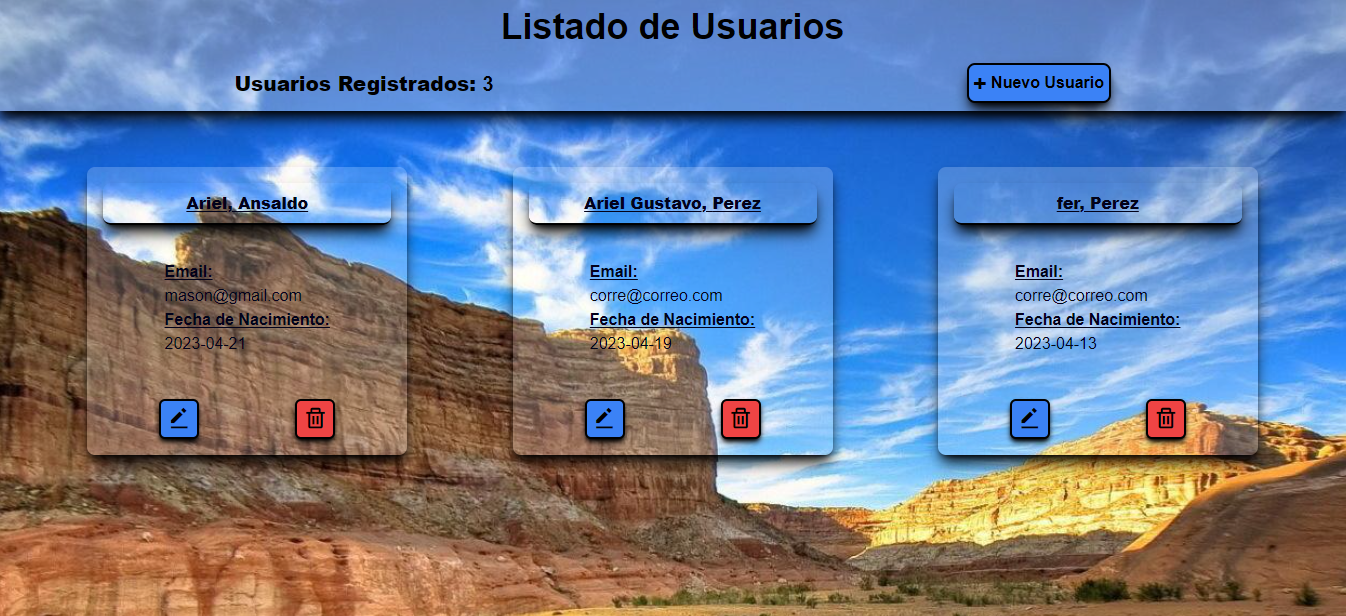 Listado de Usuarios
Usuarios Registrados: 3
+ Nuevo Usuario
Ariel, Ansaldo
Email:
mason@gmail.com
Fecha de Nacimiento:
2023-04-21
Ariel Gustavo, Perez
Email:
corre@correo.com
Fecha de Nacimiento:
2023-04-19
fer, Perez
Email:
corre@correo.com
Fecha de Nacimiento:
2023-04-13